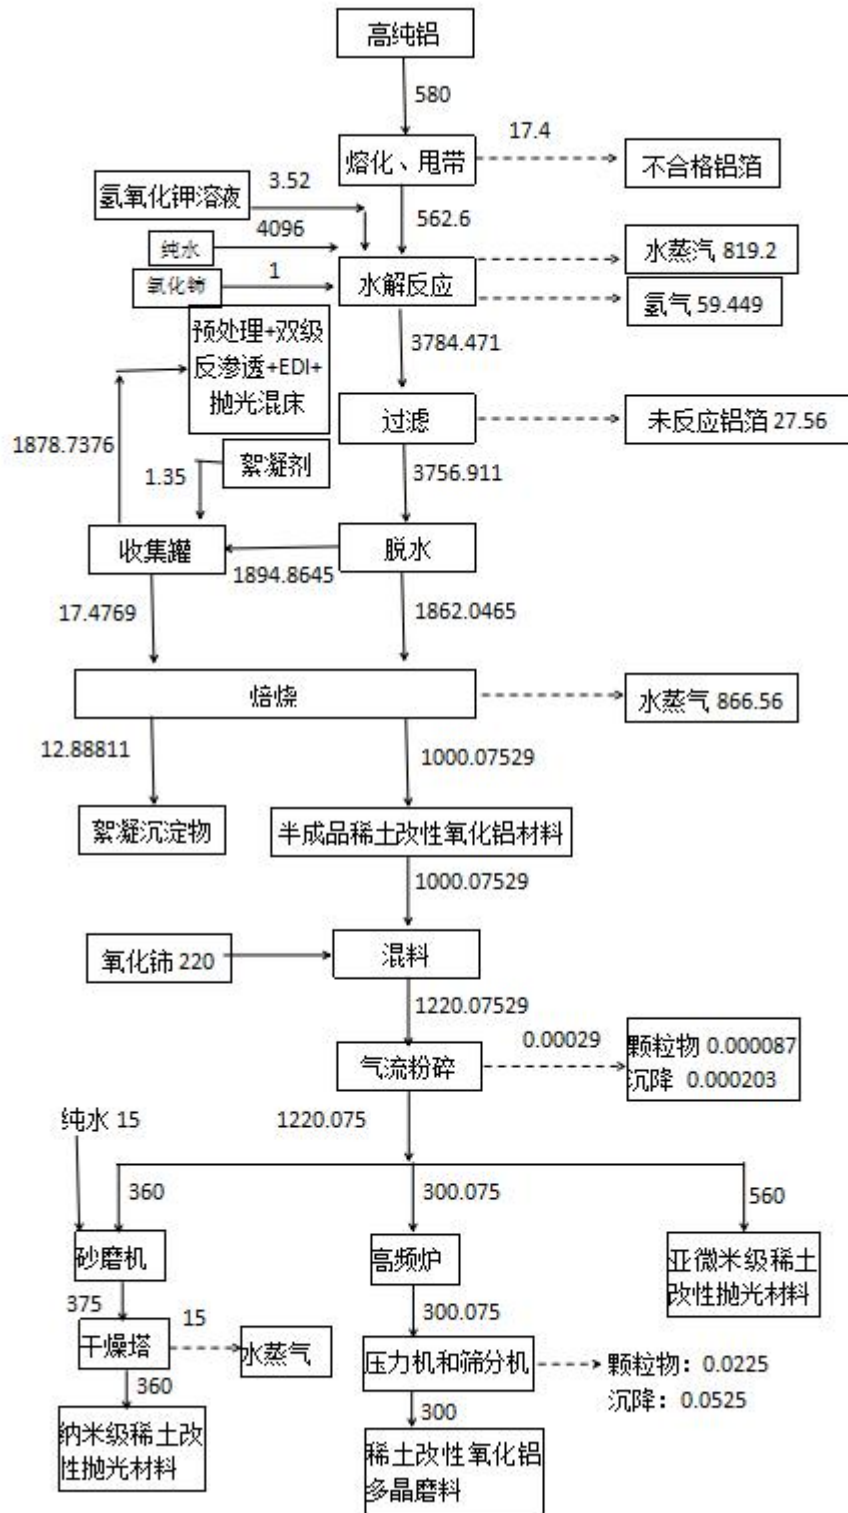 高纯铝
580
17.4
熔化、甩带
不合格铝箔
氢氧化钾溶液
3.52
562.6
4096
纯水
水蒸汽 819.2
1
氧化铈
水解反应
氢气 59.449
预处理+双级
反渗透+EDI+
抛光混床
3784.471
过滤
未反应铝箔 27.56
1878.7376
絮凝剂
1.35
3756.911
收集罐
脱水
1894.8645
17.4769
1862.0465
焙烧
水蒸气 866.56
12.88811
1000.07529
絮凝沉淀物
半成品稀土改性氧化铝材料
1000.07529
氧化铈 220
混料
1220.07529
0.00029
颗粒物 0.000087
沉降 0.000203
气流粉碎
纯水 15
1220.075
360
300.075
560
砂磨机
高频炉
亚微米级稀土
改性抛光材料
375
15
300.075
干燥塔
水蒸气
压力机和筛分机
颗粒物：0.0225
沉降：0.0525
360
300
纳米级稀土改
性抛光材料
稀土改性氧化铝
多晶磨料